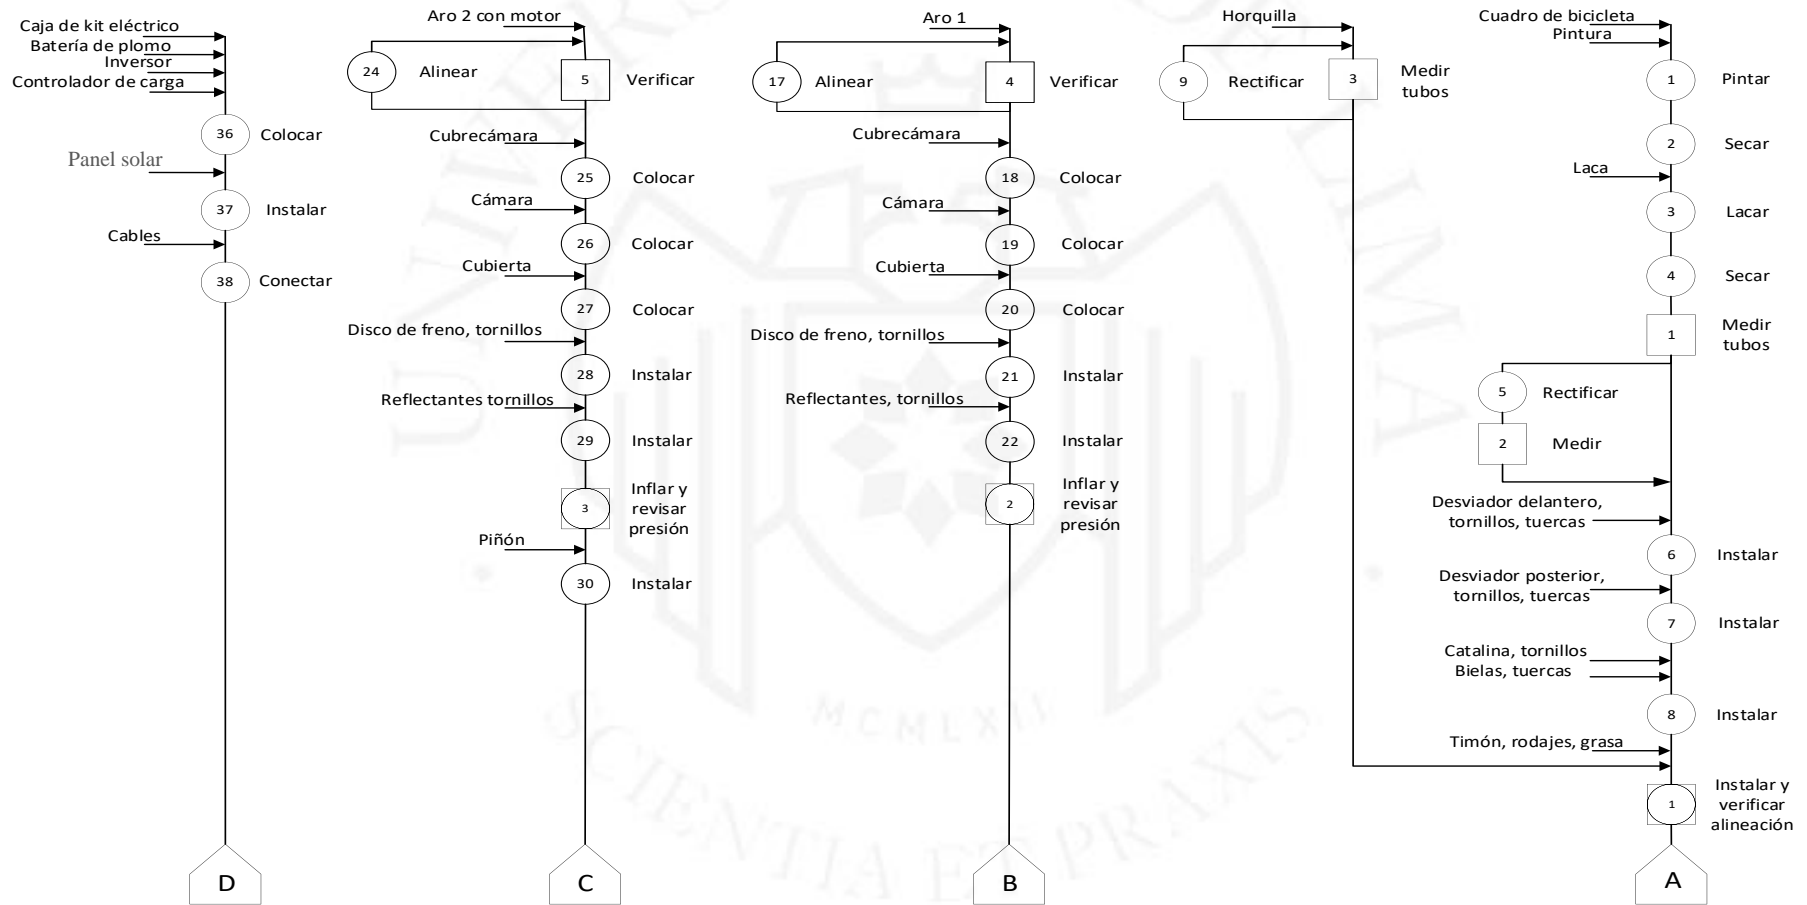 Caja de kit eléctrico
Batería de plomo
Inversor
Controlador de carga
36
Colocar
Panel solar
37
Instalar
Cables
38
Conectar
D
Aro 2 con motor
24
Alinear
5
Verificar
Cubrecámara
25
Colocar
Cámara
26
Colocar
Cubierta
27
Colocar
Disco de freno, tornillos
28
Instalar
Reflectantes tornillos
29
Instalar
3
Inflar y
revisar
presión
Piñón
30
Instalar
C
Aro 1
17
Alinear
4
Verificar
Cubrecámara
18
Colocar
Cámara
19
Colocar
Cubierta
20
Colocar
Disco de freno, tornillos
21
Instalar
Reflectantes, tornillos
22
Instalar
2
Inflar y
revisar
presión
B
Horquilla
9
Rectificar
3
Medir
tubos
Cuadro de bicicleta
Pintura
1
Pintar
2
Secar
Laca
3
Lacar
4
Secar
1
Medir
tubos
5
Rectificar
2
Medir
Desviador delantero,
tornillos, tuercas
6
Instalar
Desviador posterior,
tornillos, tuercas
7
Instalar
Catalina, tornillos
Bielas, tuercas
8
Instalar
Timón, rodajes, grasa
1
Instalar y
verificar
alineación
A
UNIVERSIDAD DE LIMA
MCMLXII
SCIENTIA ET PRAXIS